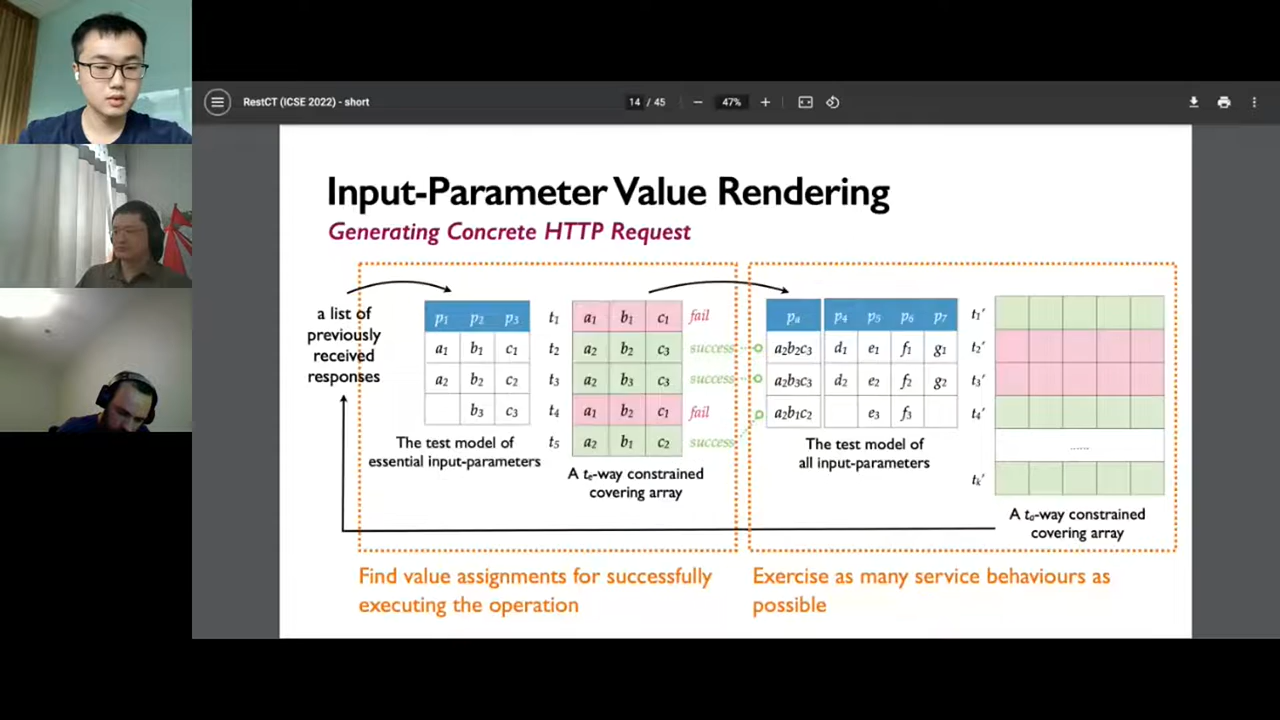 RestCT (ICSE 2022) - short
14 / 45
47%
Input-Parameter Value Rendering
Generating Concrete HTTP Request
a list of
previously
received
responses
p1 p2 p3
a1 b1 c1
a2 b2 c2
b3 c3
The test model of
essential input-parameters
t1 a1 b1 c1 fail
t2 a2 b2 c3 success
t3 a2 b3 c3 success
t4 a1 b2 c1 fail
t5 a2 b1 c2 success
A te-way constrained
covering array
pa p4 p5 p6 p7
a2b2c3 d1 e1 f1 g1
a2b3c3 d2 e2 f2 g2
a2b1c2 e3 f3
The test model of
all input-parameters
t1'
t2'
t3'
t4'
......
tk'
A ta-way constrained
covering array
Find value assignments for successfully
executing the operation
Exercise as many service behaviours as
possible